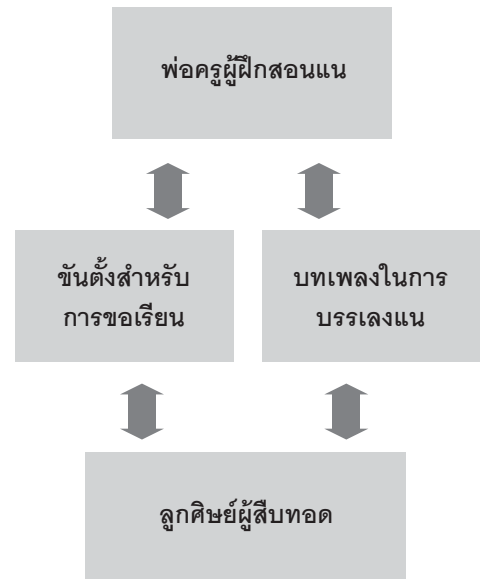 พ่อครูผู้ฝึกสอนแน
ขันตั้งสำหรับ
การขอเรียน
บทเพลงในการ
บรรเลงแน
ลูกศิษย์ผู้สืบทอด